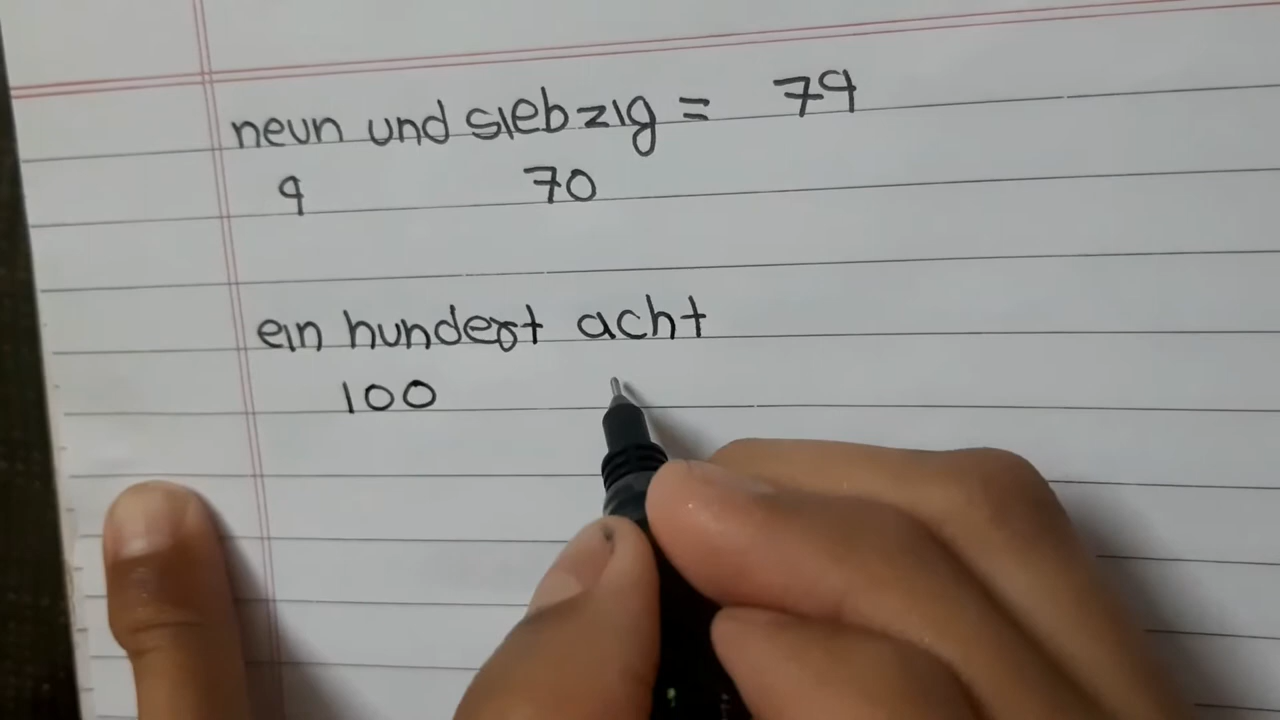 neun und siebzig = 79
9 70
ein hundert acht
100